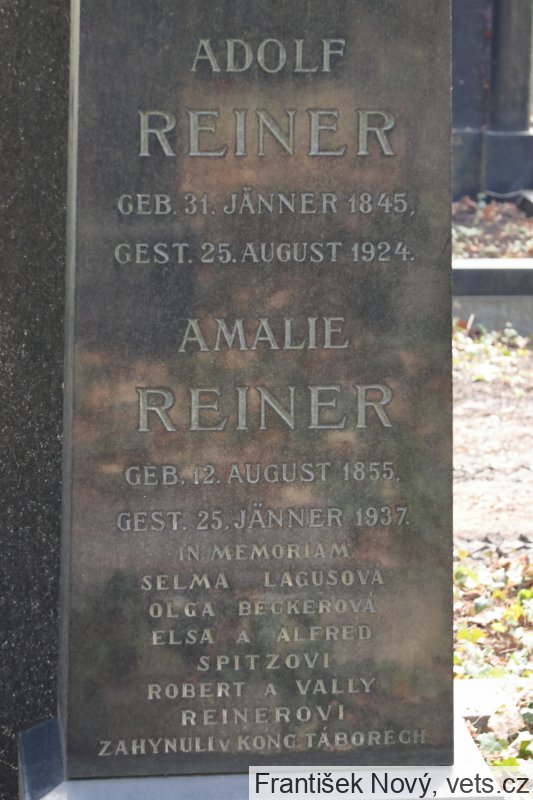 ADOLF
REINER
GEB. 31. JÄNNER 1845,
GEST. 25. AUGUST 1924.
AMALIE
REINER
GEB. 12. AUGUST 1855,
GEST. 25. JÄNNER 1937.
IN MEMORIAM
SELMA LAGUSOVÁ
OLGA BECKEROVÁ
ELSA A ALFRED
SPITZOVI
ROBERT A VALLY
REINEROVI
ZAHYNULI V KONC. TÁBORECH
František Nový, vets.cz